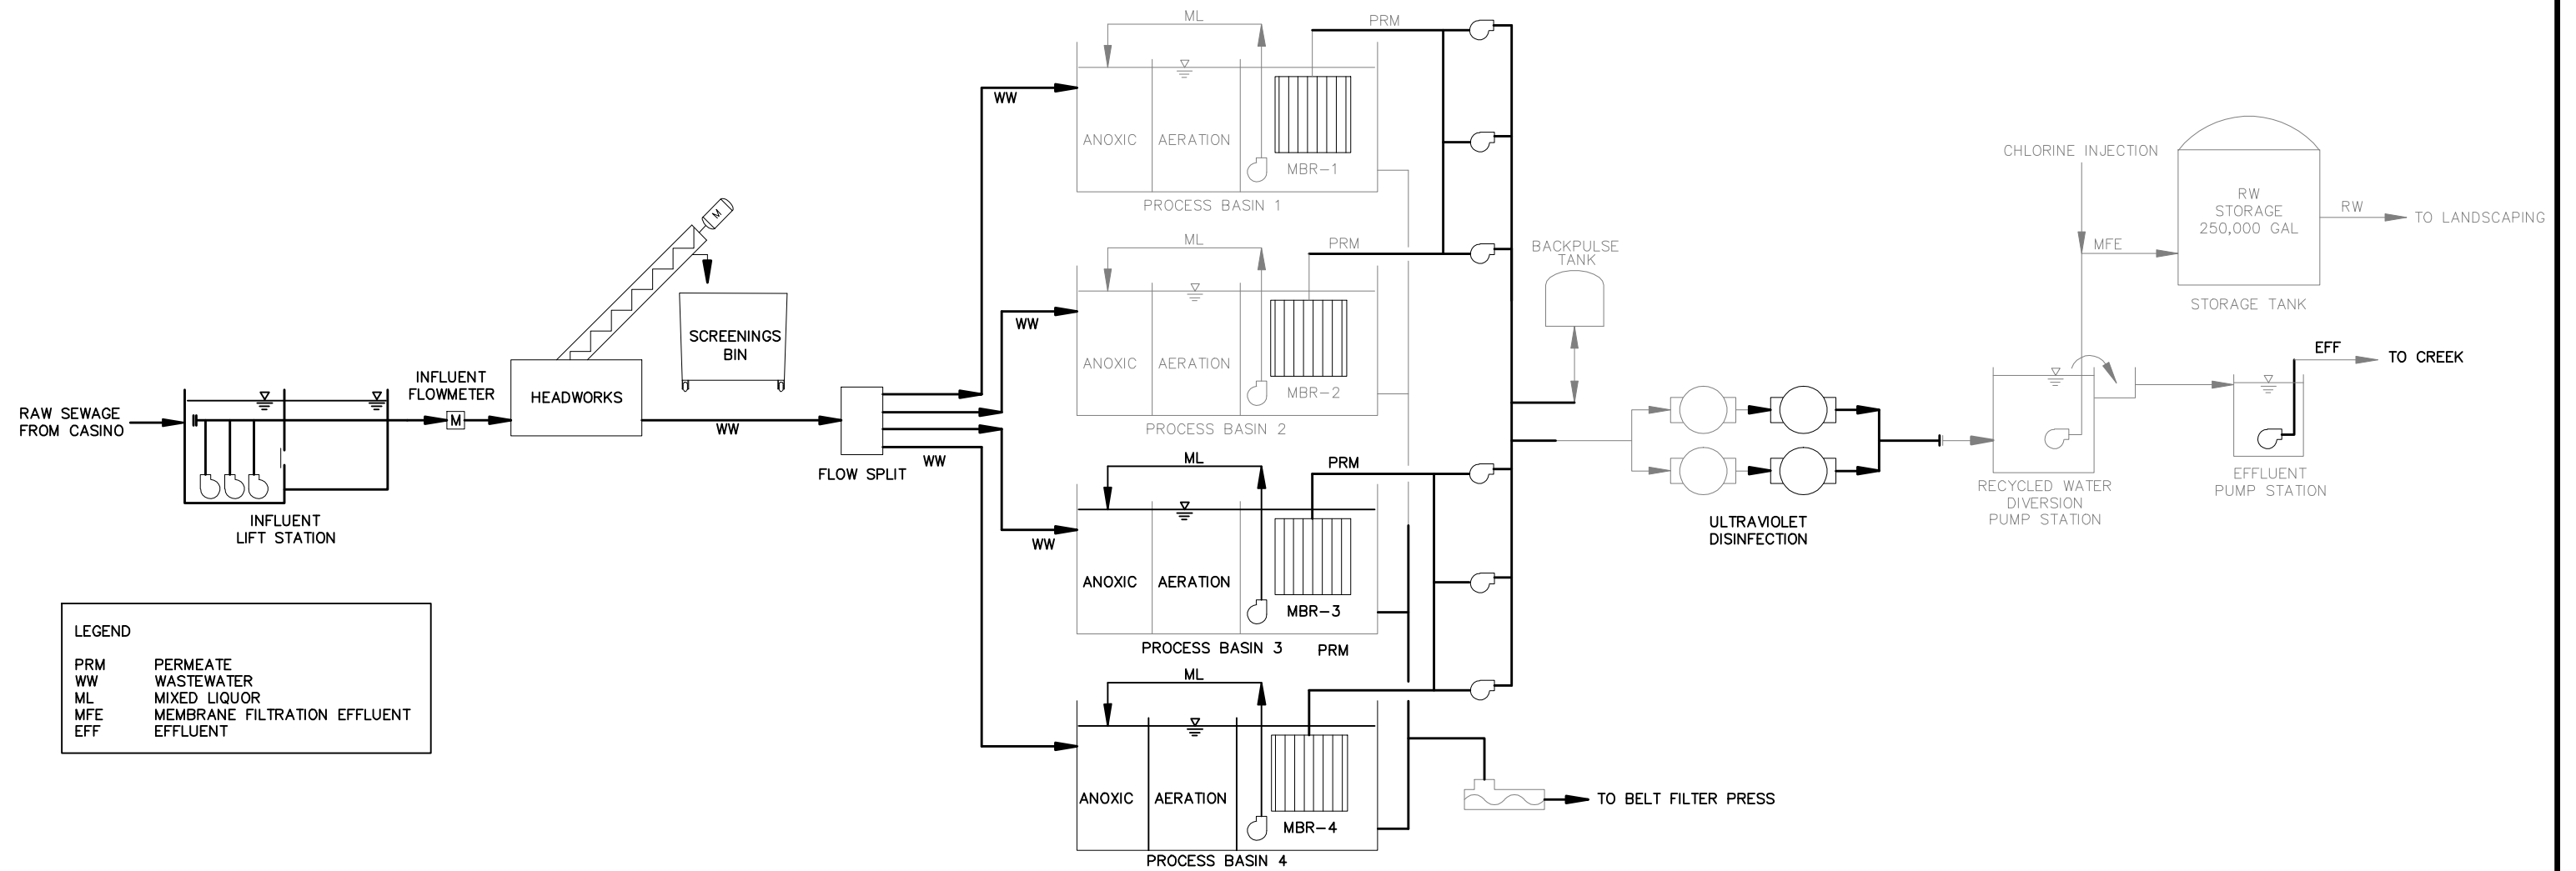 RAW SEWAGE
FROM CASINO
INFLUENT
LIFT STATION
INFLUENT
FLOWMETER
M
HEADWORKS
M
SCREENINGS
BIN
WW
FLOW SPLIT
WW
WW
WW
WW
ML
PRM
ANOXIC
AERATION
MBR-1
PROCESS BASIN 1
ML
PRM
ANOXIC
AERATION
MBR-2
PROCESS BASIN 2
ML
PRM
ANOXIC
AERATION
MBR-3
PROCESS BASIN 3
PRM
ML
ANOXIC
AERATION
MBR-4
PROCESS BASIN 4
TO BELT FILTER PRESS
BACKPULSE
TANK
ULTRAVIOLET
DISINFECTION
CHLORINE INJECTION
MFE
RW
STORAGE
250,000 GAL
STORAGE TANK
RW
TO LANDSCAPING
RECYCLED WATER
DIVERSION
PUMP STATION
EFF
TO CREEK
EFFLUENT
PUMP STATION
LEGEND
PRM PERMEATE
WW WASTEWATER
ML MIXED LIQUOR
MFE MEMBRANE FILTRATION EFFLUENT
EFF EFFLUENT